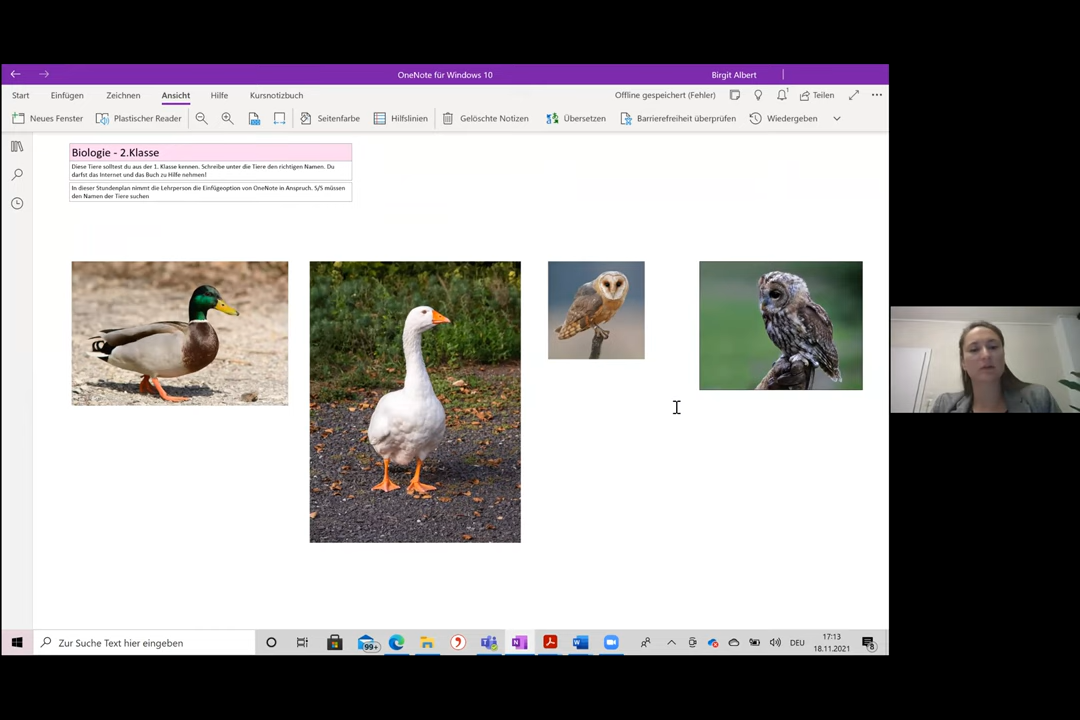 OneNote für Windows 10
Birgit Albert
Start Einfügen Zeichnen Ansicht Hilfe Kursnotizbuch
Offline gespeichert (Fehler) 1 Teilen
Neues Fenster Plastischer Reader Seitenfarbe Hilfslinien Gelöschte Notizen Übersetzen Barrierefreiheit überprüfen Wiedergeben
Biologie - 2.Klasse
Diese Tiere solltest du aus der 1. Klasse kennen. Schreibe unter die Tiere den richtigen Namen. Du
darfst das Internet und das Buch zu Hilfe nehmen!
In dieser Stundenplan nimmt die Lehrperson die Einfügeoption von OneNote in Anspruch. S/S müssen
den Namen der Tiere suchen
Zur Suche Text hier eingeben
99+
DEU
17:13
18.11.2021
8